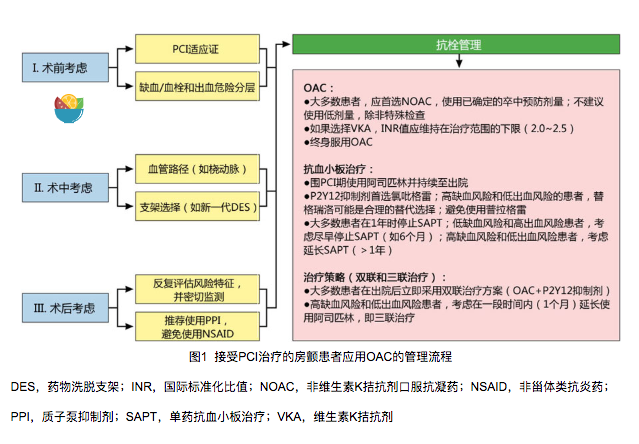 PCI适应证
I. 术前考虑
缺血/血栓和出血危险分层
血管路径（如桡动脉）
II. 术中考虑
支架选择（如新一代DES）
反复评估风险特征，
并密切监测
III. 术后考虑
推荐使用PPI，
避免使用NSAID
抗栓管理
OAC：
●大多数患者，应首选NOAC，使用已确定的卒中预防剂量；不建议
使用低剂量，除非特殊检查
●如果选择VKA，INR值应维持在治疗范围的下限（2.0~2.5）
●终身服用OAC
抗血小板治疗：
●围PCI期使用阿司匹林并持续至出院
●P2Y12抑制剂首选氯吡格雷；高缺血风险和低出血风险的患者，替
格瑞洛可能是合理的替代选择；避免使用普拉格雷
●大多数患者在1年时停止SAPT；低缺血风险和高出血风险患者，考
虑尽早停止SAPT（如6个月）；高缺血风险和低出血风险患者，考虑
延长SAPT（＞1年）
治疗策略（双联和三联治疗）：
●大多数患者在出院后立即采用双联治疗方案（OAC+P2Y12抑制剂）
●高缺血风险和低出血风险患者，考虑在一段时间内（1个月）延长使
用阿司匹林，即三联治疗
图1 接受PCI治疗的房颤患者应用OAC的管理流程
DES，药物洗脱支架；INR，国际标准化比值；NOAC，非维生素K拮抗剂口服抗凝药；NSAID，非甾体类抗炎药；
PPI，质子泵抑制剂；SAPT，单药抗血小板治疗；VKA，维生素K拮抗剂